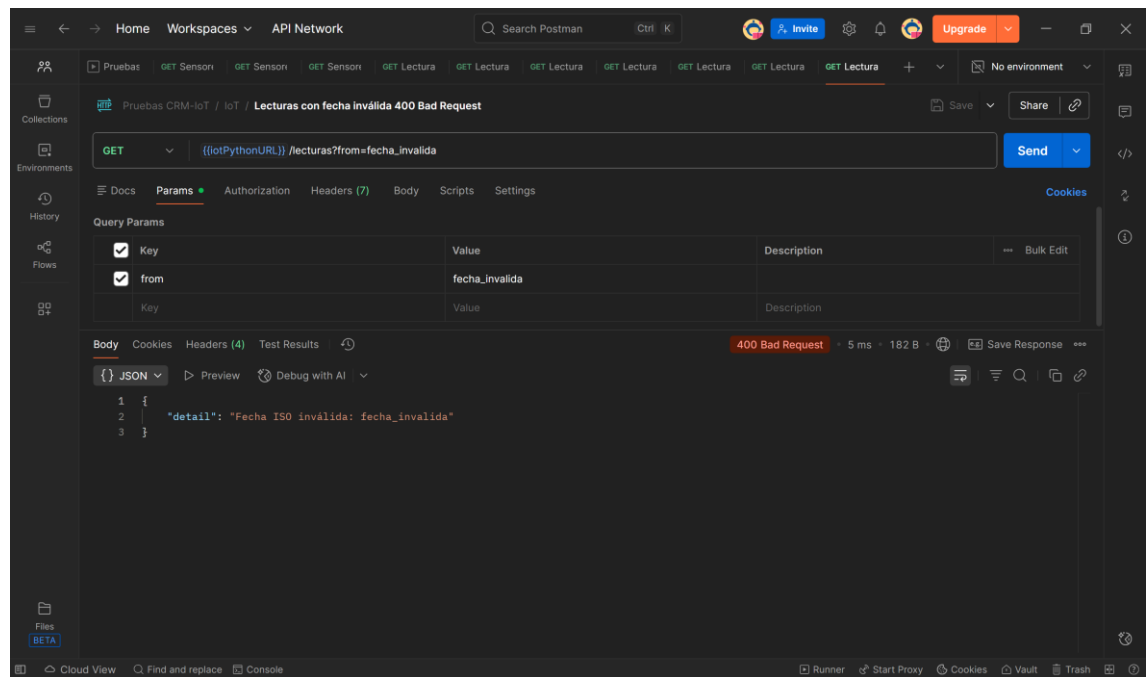 Home Workspaces API Network Search Postman Ctrl K Invite Upgrade
Pruebas GET Sensor GET Sensor GET Sensor GET Lectura GET Lectura GET Lectura GET Lectura GET Lectura GET Lectura GET Lectura No environment
Collections
Environments
History
Flows
Pruebas CRM-IoT / IoT / Lecturas con fecha inválida 400 Bad Request Save Share
GET {{iotPythonURL}} /lecturas?from=fecha_invalida Send
Docs Params Authorization Headers (7) Body Scripts Settings Cookies
Query Params
Key Value Description Bulk Edit
from fecha_invalida
Key Value Description
Body Cookies Headers (4) Test Results 400 Bad Request 5 ms 182 B Save Response
{} JSON Preview Debug with AI
1 {
2 "detail": "Fecha ISO inválida: fecha_invalida"
3 }
Files
BETA
Cloud View Find and replace Console Runner Start Proxy Cookies Vault Trash